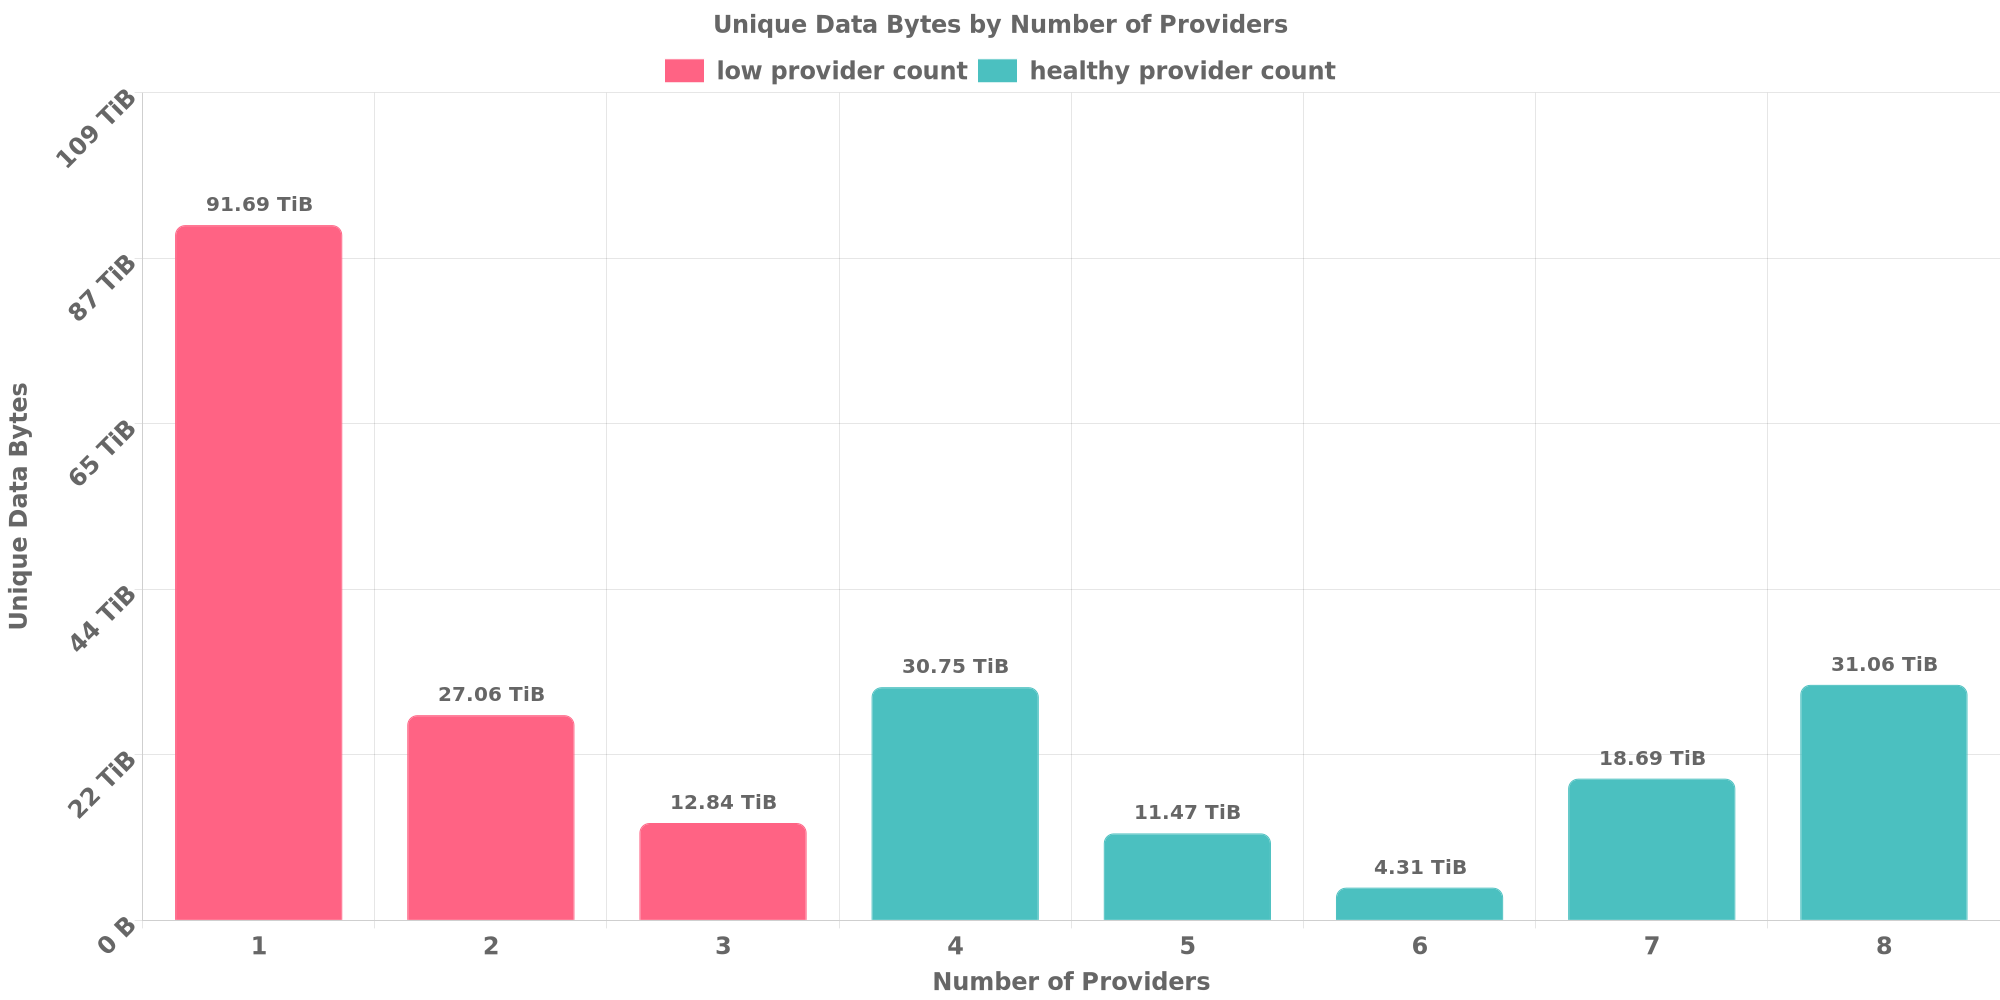 Unique Data Bytes by Number of Providers
low provider count healthy provider count
109 TiB
87 TiB
65 TiB
44 TiB
22 TiB
0 B
Unique Data Bytes
91.69 TiB
27.06 TiB
12.84 TiB
30.75 TiB
11.47 TiB
4.31 TiB
18.69 TiB
31.06 TiB
1 2 3 4 5 6 7 8
Number of Providers